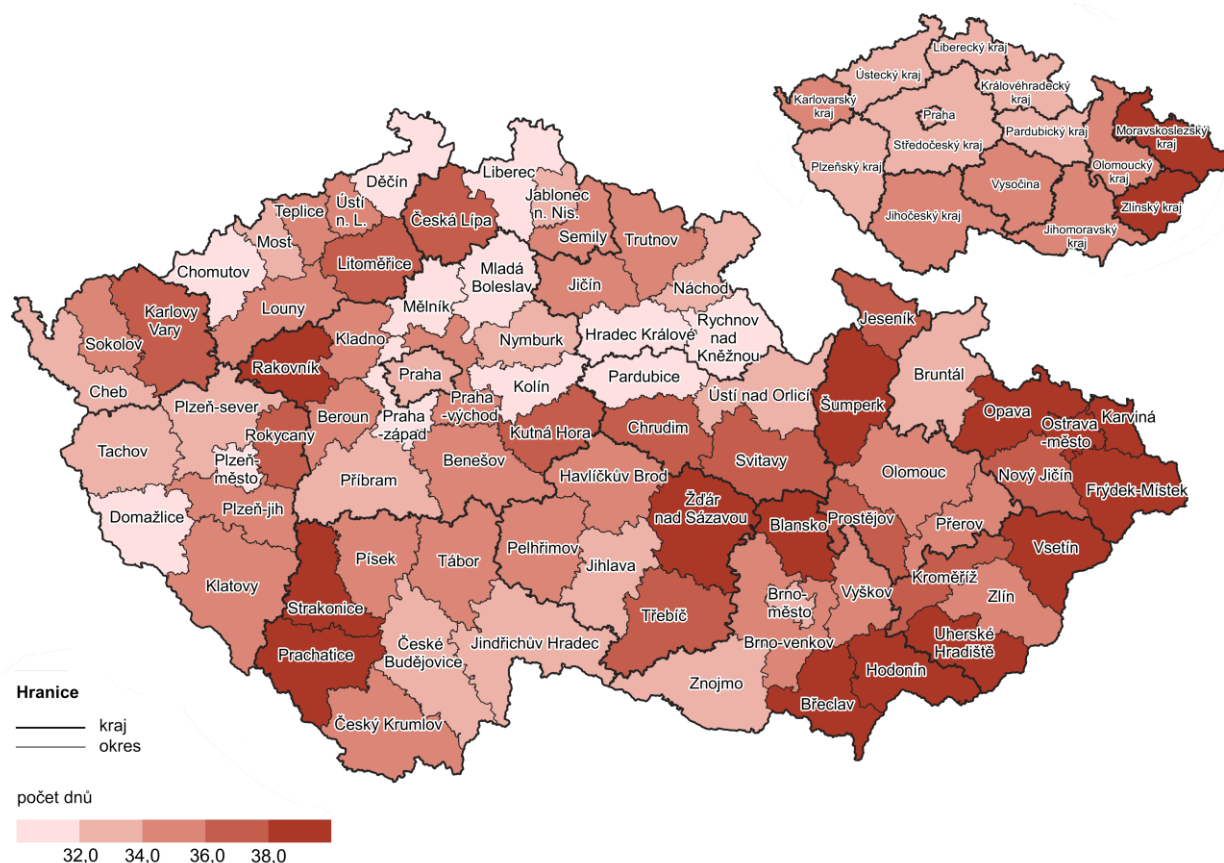 Liberecký kraj
Ústecký kraj
Královéhradecký
kraj
Karlovarský
kraj
Praha
Pardubický kraj
Moravskoslezský
kraj
Středočeský kraj
Plzeňský kraj
Olomoucký
kraj
Vysočina
Zlínský kraj
Jihočeský kraj
Jihomoravský
kraj
Děčín
Liberec
Ústí
n. L.
Jablonec
n. Nis.
Teplice
Česká Lípa
Most
Semily
Trutnov
Chomutov
Litoměřice
Mladá
Boleslav
Jičín
Náchod
Karlovy
Vary
Louny
Mělník
Sokolov
Kladno
Nymburk
Hradec Králové
Rychnov
nad
Kněžnou
Jeseník
Rakovník
Praha
Kolín
Pardubice
Bruntál
Cheb
Plzeň-sever
Beroun
Praha
-západ
Praha
-východ
Ústí nad Orlicí
Šumperk
Opava
Karviná
Ostrava
-město
Rokycany
Kutná Hora
Chrudim
Tachov
Plzeň-
město
Příbram
Benešov
Havlíčkův Brod
Svitavy
Olomouc
Nový Jičín
Frýdek-Místek
Domažlice
Plzeň-jih
Žďár
nad Sázavou
Blansko
Prostějov
Přerov
Vsetín
Klatovy
Písek
Tábor
Pelhřimov
Jihlava
Kroměříž
Zlín
Strakonice
Třebíč
Brno-
město
Vyškov
Prachatice
České
Budějovice
Jindřichův Hradec
Brno-venkov
Uherské
Hradiště
Znojmo
Hodonín
Břeclav
Český Krumlov
Hranice
kraj
okres
počet dnů
32,0 34,0 36,0 38,0